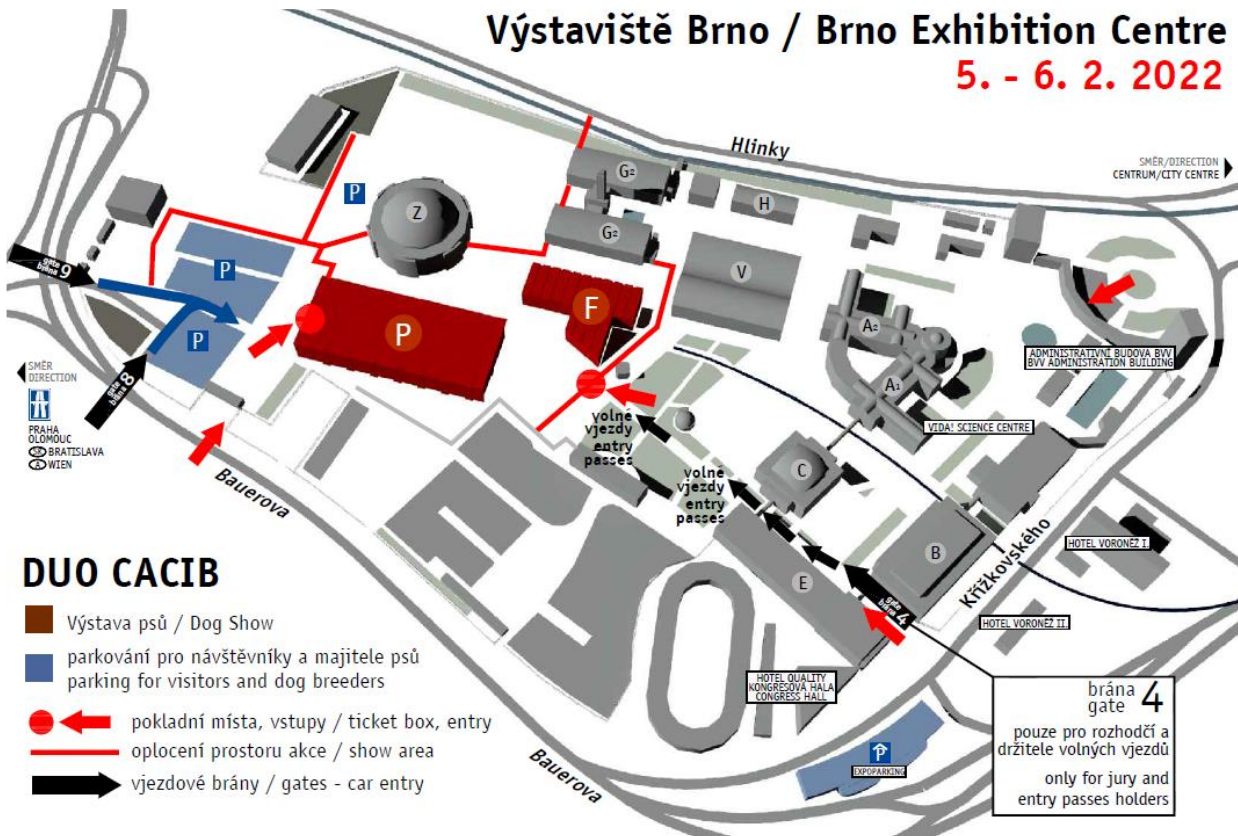 Výstaviště Brno / Brno Exhibition Centre
5. - 6. 2. 2022
Hlinky
SMĚR/DIRECTION
CENTRUM/CITY CENTRE
G2
H
P
Z
G2
V
gate
brána 9
P
F
A2
P
P
ADMINISTRATIVNÍ BUDOVA BVV
BVV ADMINISTRATION BUILDING
SMĚR
DIRECTION
gate
brána 8
A1
PRAHA
OLOMOUC
SK BRATISLAVA
A WIEN
volné
vjezdy
entry
passes
VIDA! SCIENCE CENTRE
Bauerova
C
volné
vjezdy
entry
passes
B
HOTEL VORONĚŽ I.
E
Křížkovského
gate
brána 4
HOTEL VORONĚŽ II.
HOTEL QUALITY
KONGRESOVÁ HALA
CONGRESS HALL
DUO CACIB
Výstava psů / Dog Show
parkování pro návštěvníky a majitele psů
parking for visitors and dog breeders
pokladní místa, vstupy / ticket box, entry
oplocení prostoru akce / show area
vjezdové brány / gates - car entry
Bauerova
P
EXPOPARKING
brána
gate 4
pouze pro rozhodčí a
držitele volných vjezdů
only for jury and
entry passes holders